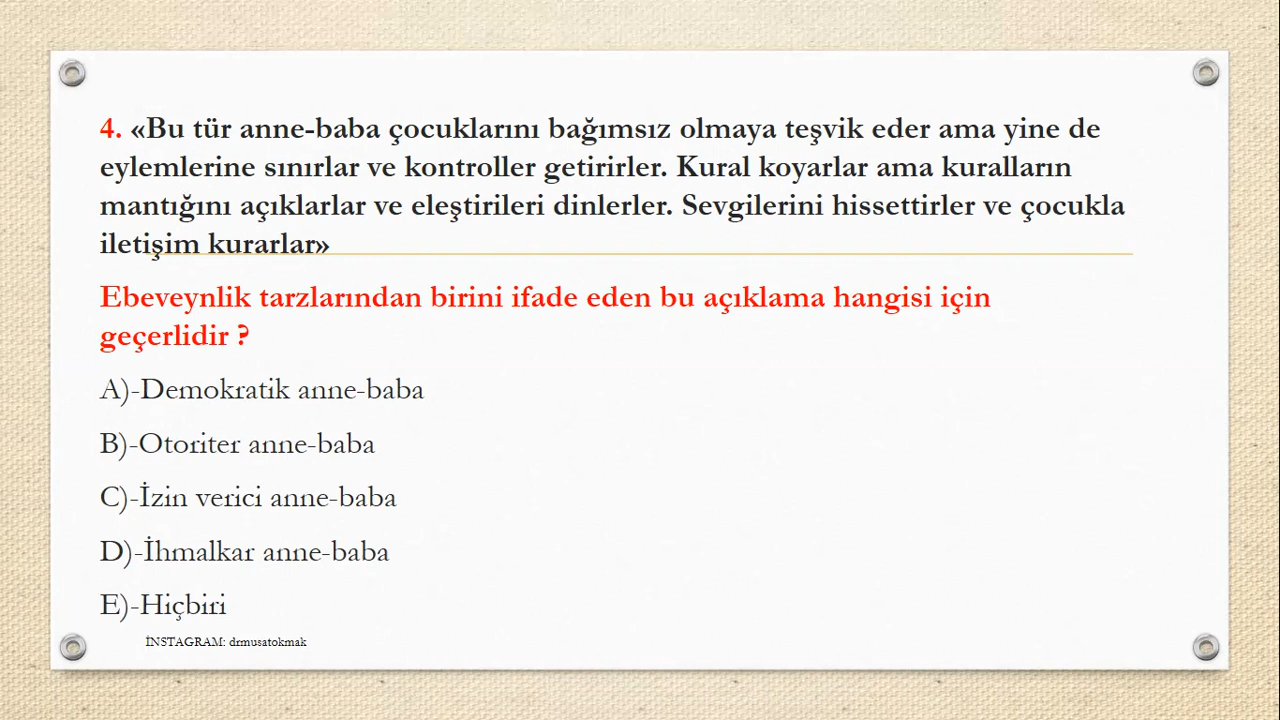 4. «Bu tür anne-baba çocuklarını bağımsız olmaya teşvik eder ama yine de
eylemlerine sınırlar ve kontroller getirirler. Kural koyarlar ama kuralların
mantığını açıklarlar ve eleştirileri dinlerler. Sevgilerini hissettirler ve çocukla
iletişim kurarlar»
Ebeveynlik tarzlarından birini ifade eden bu açıklama hangisi için
geçerlidir ?
A)-Demokratik anne-baba
B)-Otoriter anne-baba
C)-İzin verici anne-baba
D)-İhmalkar anne-baba
E)-Hiçbiri
İNSTAGRAM: drmusatokmak